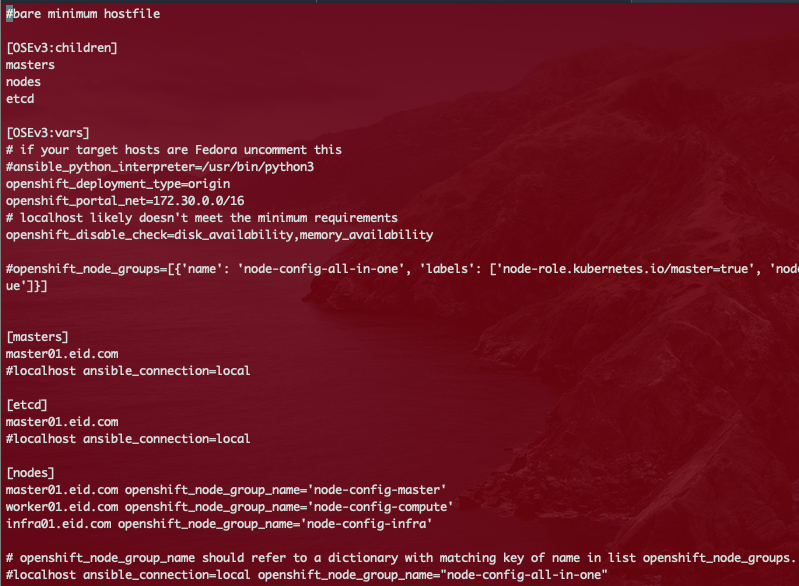 #bare minimum hostfile
[OSEv3:children]
masters
nodes
etcd
[OSEv3:vars]
# if your target hosts are Fedora uncomment this
#ansible_python_interpreter=/usr/bin/python3
openshift_deployment_type=origin
openshift_portal_net=172.30.0.0/16
# localhost likely doesn't meet the minimum requirements
openshift_disable_check=disk_availability,memory_availability
#openshift_node_groups=[{'name': 'node-config-all-in-one', 'labels': ['node-role.kubernetes.io/master=true', 'node
ue']}]
[masters]
master01.eid.com
#localhost ansible_connection=local
[etcd]
master01.eid.com
#localhost ansible_connection=local
[nodes]
master01.eid.com openshift_node_group_name='node-config-master'
worker01.eid.com openshift_node_group_name='node-config-compute'
infra01.eid.com openshift_node_group_name='node-config-infra'
# openshift_node_group_name should refer to a dictionary with matching key of name in list openshift_node_groups.
#localhost ansible_connection=local openshift_node_group_name="node-config-all-in-one"